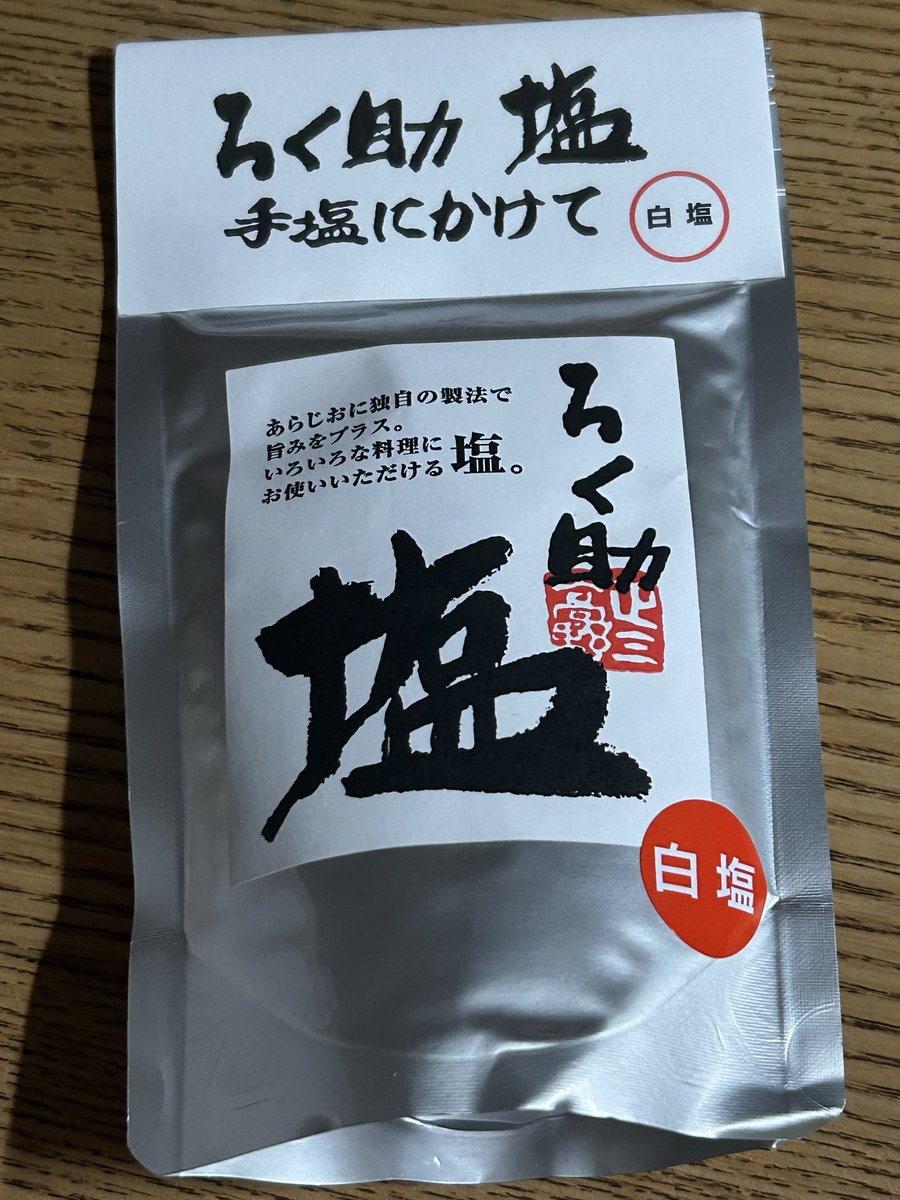 ろく助 塩
手塩にかけて
白塩
あらじおに独自の製法で
旨みをプラス。
いろいろな料理に
お使いいただける塩。
ろく助
塩
白塩